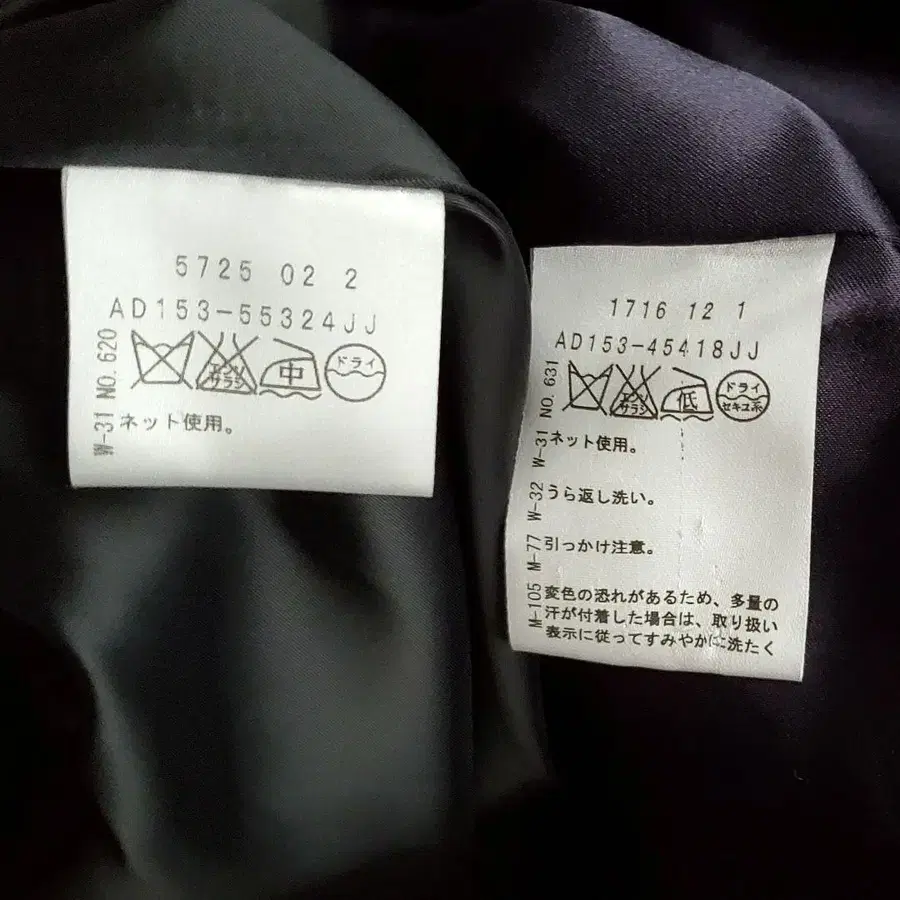 5725 02 2
AD153-55324JJ
エンソ
サラシ
中
ドライ
W-31 NO.620
ネット使用。
1716 12 1
AD153-45418JJ
エンソ
サラシ
低
ドライ
セキユ系
NO.631
W-31 ネット使用。
W-32 うら返し洗い。
M-77 引っかけ注意。
M-105 変色の恐れがあるため、多量の
汗が付着した場合は、取り扱い
表示に従ってすみやかに洗たく